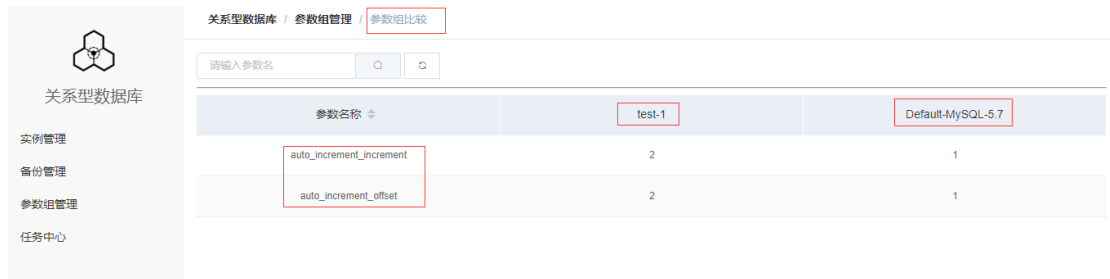 关系型数据库 / 参数组管理 / 参数组比较
请输入参数名
关系型数据库
实例管理
备份管理
参数组管理
任务中心
参数名称 test-1 Default-MySQL-5.7
auto_increment_increment 2 1
auto_increment_offset 2 1